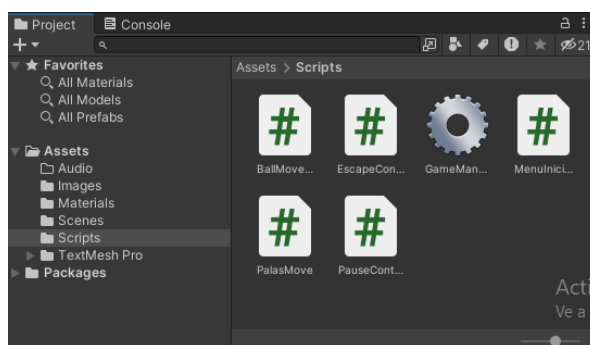 Project Console
21
Favorites
All Materials
All Models
All Prefabs
Assets
Audio
Images
Materials
Scenes
Scripts
TextMesh Pro
Packages
Assets > Scripts
BallMove... EscapeCon... GameMan... MenuInici...
PalasMove PauseCont...
Acti
Ve a